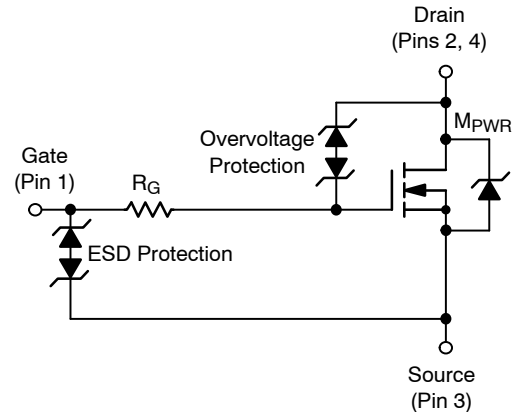 Drain
(Pins 2, 4)
MPWR
Overvoltage
Protection
Gate
(Pin 1)
RG
ESD Protection
Source
(Pin 3)